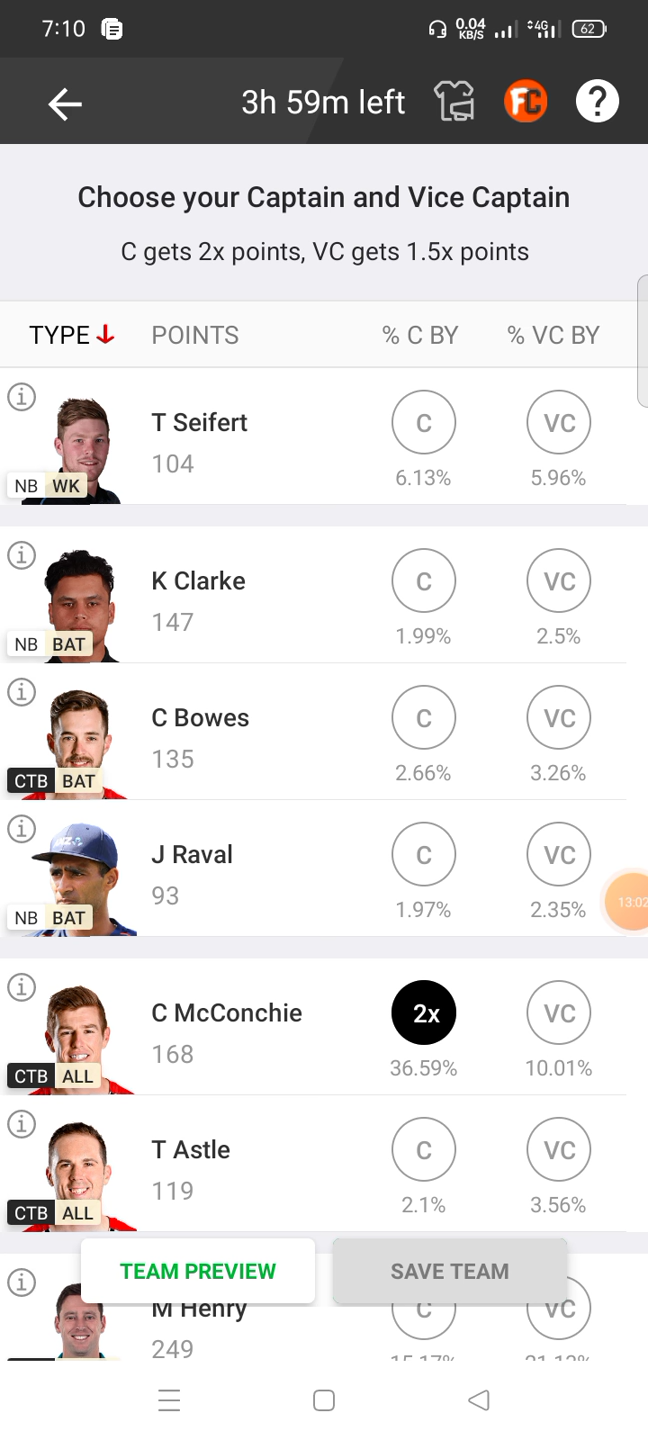 7:10
0.04
KB/S
4G
62
3h 59m left
FC
?
Choose your Captain and Vice Captain
C gets 2x points, VC gets 1.5x points
TYPE POINTS % C BY % VC BY
T Seifert
104
C
VC
6.13%
5.96%
NB WK
K Clarke
147
C
VC
1.99%
2.5%
NB BAT
C Bowes
135
C
VC
2.66%
3.26%
CTB BAT
J Raval
93
C
VC
1.97%
2.35%
NB BAT
13:02
C McConchie
168
2x
VC
36.59%
10.01%
CTB ALL
T Astle
119
C
VC
2.1%
3.56%
CTB ALL
TEAM PREVIEW
SAVE TEAM
M Henry
249
C
VC